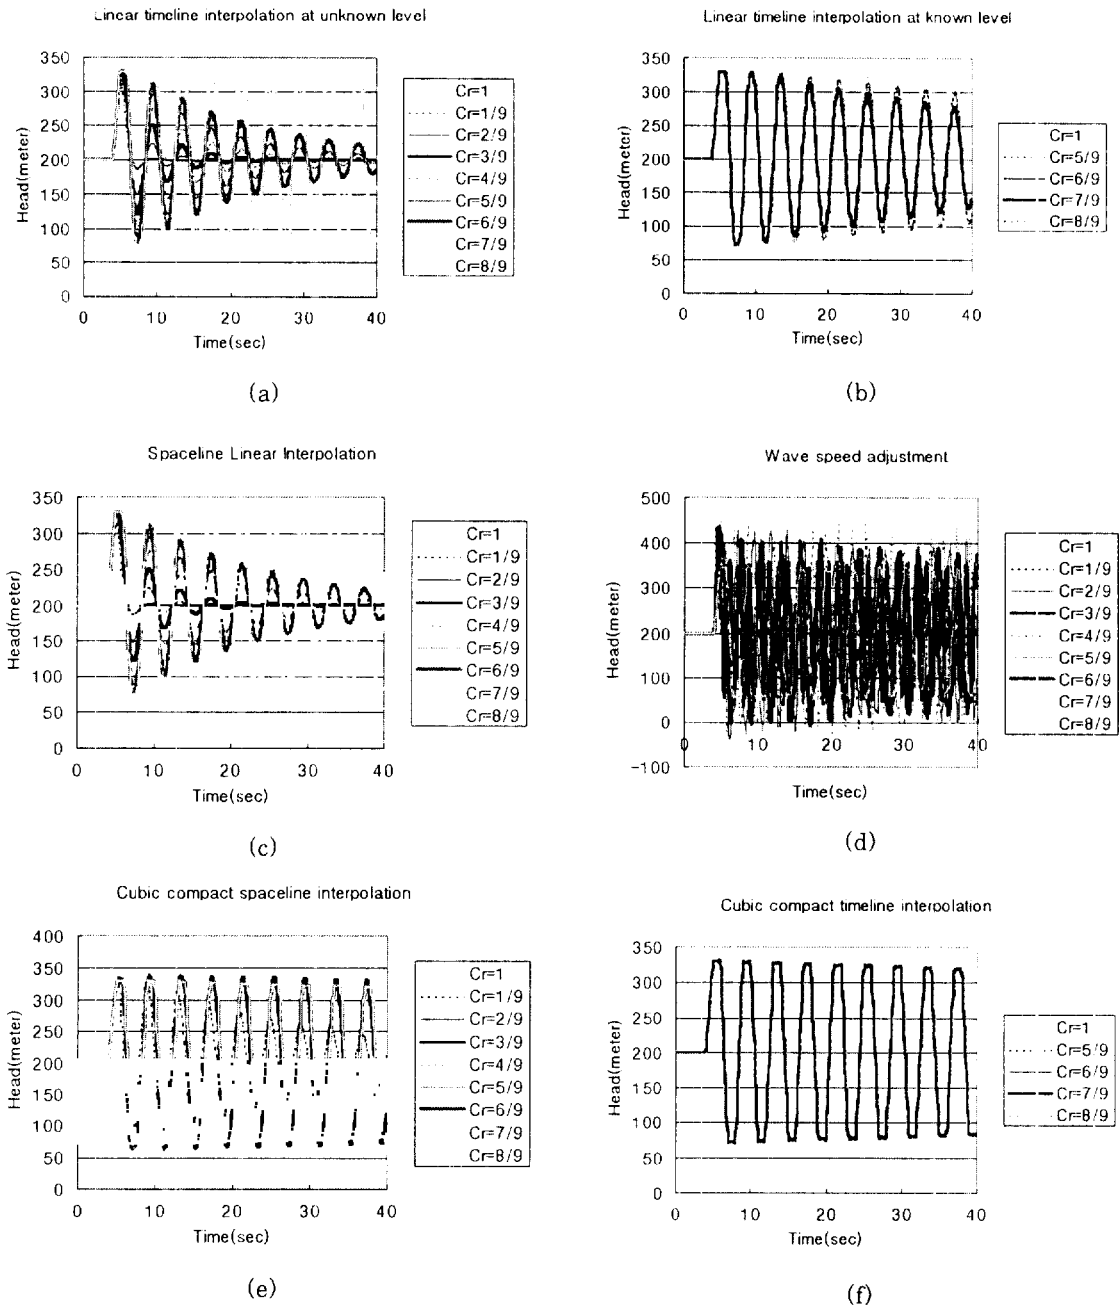 Linear timeline interpolation at unknown level
Head(meter)
350
300
250
200
150
100
50
0
0 10 20 30 40
Time(sec)
Cr=1
Cr=1/9
Cr=2/9
Cr=3/9
Cr=4/9
Cr=5/9
Cr=6/9
Cr=7/9
Cr=8/9
(a)
Linear timeline interpolation at known level
Head(meter)
350
300
250
200
150
100
50
0
0 10 20 30 40
Time(sec)
Cr=1
Cr=5/9
Cr=6/9
Cr=7/9
Cr=8/9
(b)
Spaceline Linear Interpolation
Head(meter)
350
300
250
200
150
100
50
0
0 10 20 30 40
Time(sec)
Cr=1
Cr=1/9
Cr=2/9
Cr=3/9
Cr=4/9
Cr=5/9
Cr=6/9
Cr=7/9
Cr=8/9
(c)
Wave speed adjustment
Head(meter)
500
400
300
200
100
0
-100
0 10 20 30 40
Time(sec)
Cr=1
Cr=1/9
Cr=2/9
Cr=3/9
Cr=4/9
Cr=5/9
Cr=6/9
Cr=7/9
Cr=8/9
(d)
Cubic compact spaceline interpolation
Head(meter)
400
350
300
250
200
150
100
50
0
0 10 20 30 40
Time(sec)
Cr=1
Cr=1/9
Cr=2/9
Cr=3/9
Cr=4/9
Cr=5/9
Cr=6/9
Cr=7/9
Cr=8/9
(e)
Cubic compact timeline interpolation
Head(meter)
350
300
250
200
150
100
50
0
0 10 20 30 40
Time(sec)
Cr=1
Cr=5/9
Cr=6/9
Cr=7/9
Cr=8/9
(f)